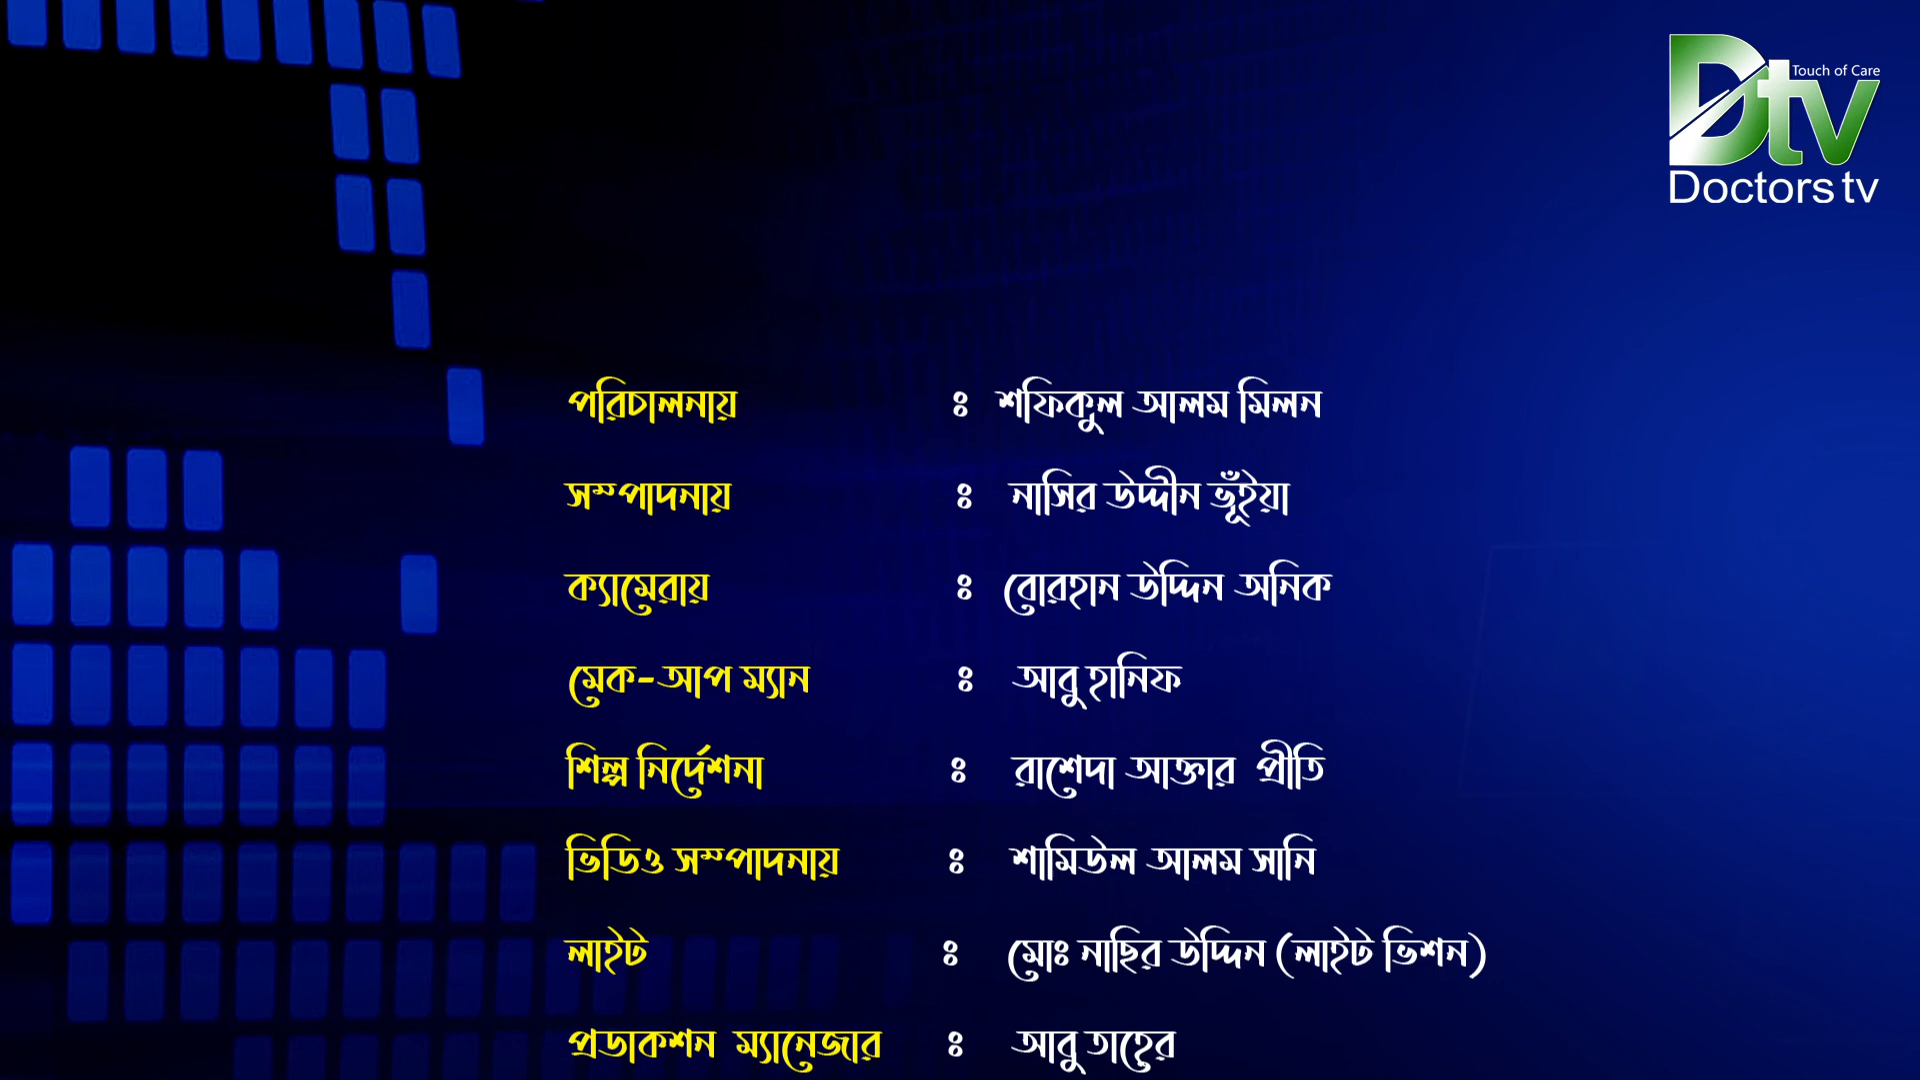 Touch of Care
Dtv
Doctors tv
পরিচালনায় ঃ শফিকুল আলম মিলন
সম্পাদনায় ঃ নাসির উদ্দীন ভূঁইয়া
ক্যামেরায় ঃ বোরহান উদ্দিন অনিক
মেক-আপ ম্যান ঃ আবু হানিফ
শিল্প নির্দেশনা ঃ রাশেদা আক্তার প্রীতি
ভিডিও সম্পাদনায় ঃ শামিউল আলম সানি
লাইট ঃ মোঃ নাছির উদ্দিন (লাইট ভিশন)
প্রডাকশন ম্যানেজার ঃ আবু তাহের